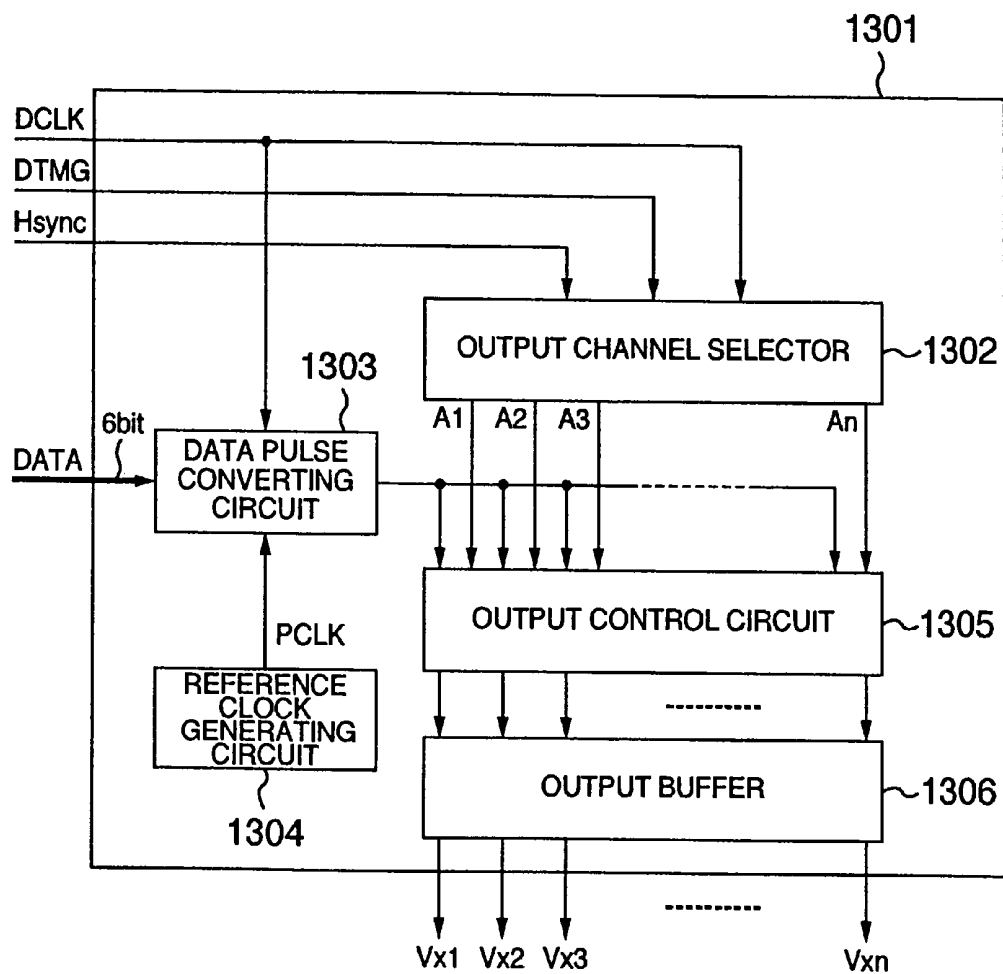 1301
DCLK
DTMG
Hsync
OUTPUT CHANNEL SELECTOR
1302
1303
A1 A2 A3 An
6bit
DATA
DATA PULSE
CONVERTING
CIRCUIT
OUTPUT CONTROL CIRCUIT
1305
PCLK
REFERENCE
CLOCK
GENERATING
CIRCUIT
1304
OUTPUT BUFFER
1306
Vx1 Vx2 Vx3 Vxn